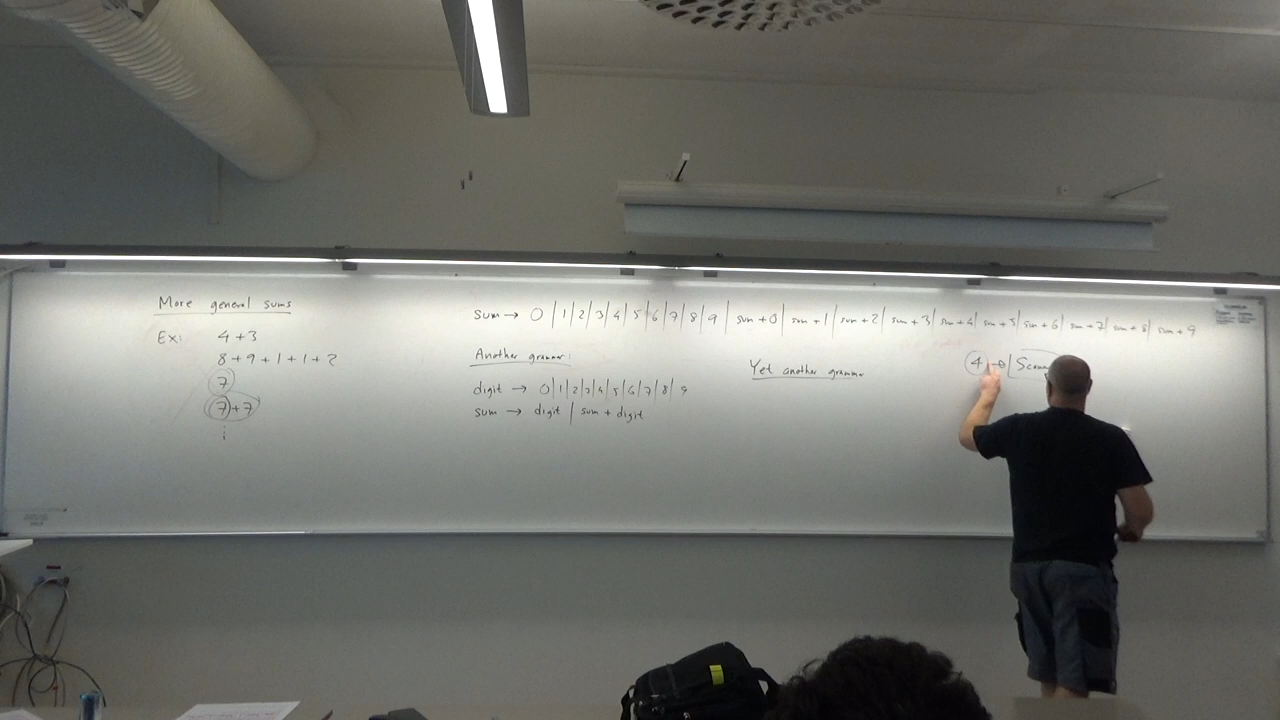 More general sums
Ex: 4+3
8+9+1+1+2
7
7+7
sum → 0 | 1 | 2 | 3 | 4 | 5 | 6 | 7 | 8 | 9 | sum + 0 | sum + 1 | sum + 2 | sum + 3 | sum + 4 | sum + 5 | sum + 6 | sum + 7 | sum + 8 | sum + 9
Another grammar:
digit → 0|1|2|3|4|5|6|7|8|9
sum → digit | sum + digit
Yet another grammar
4 →